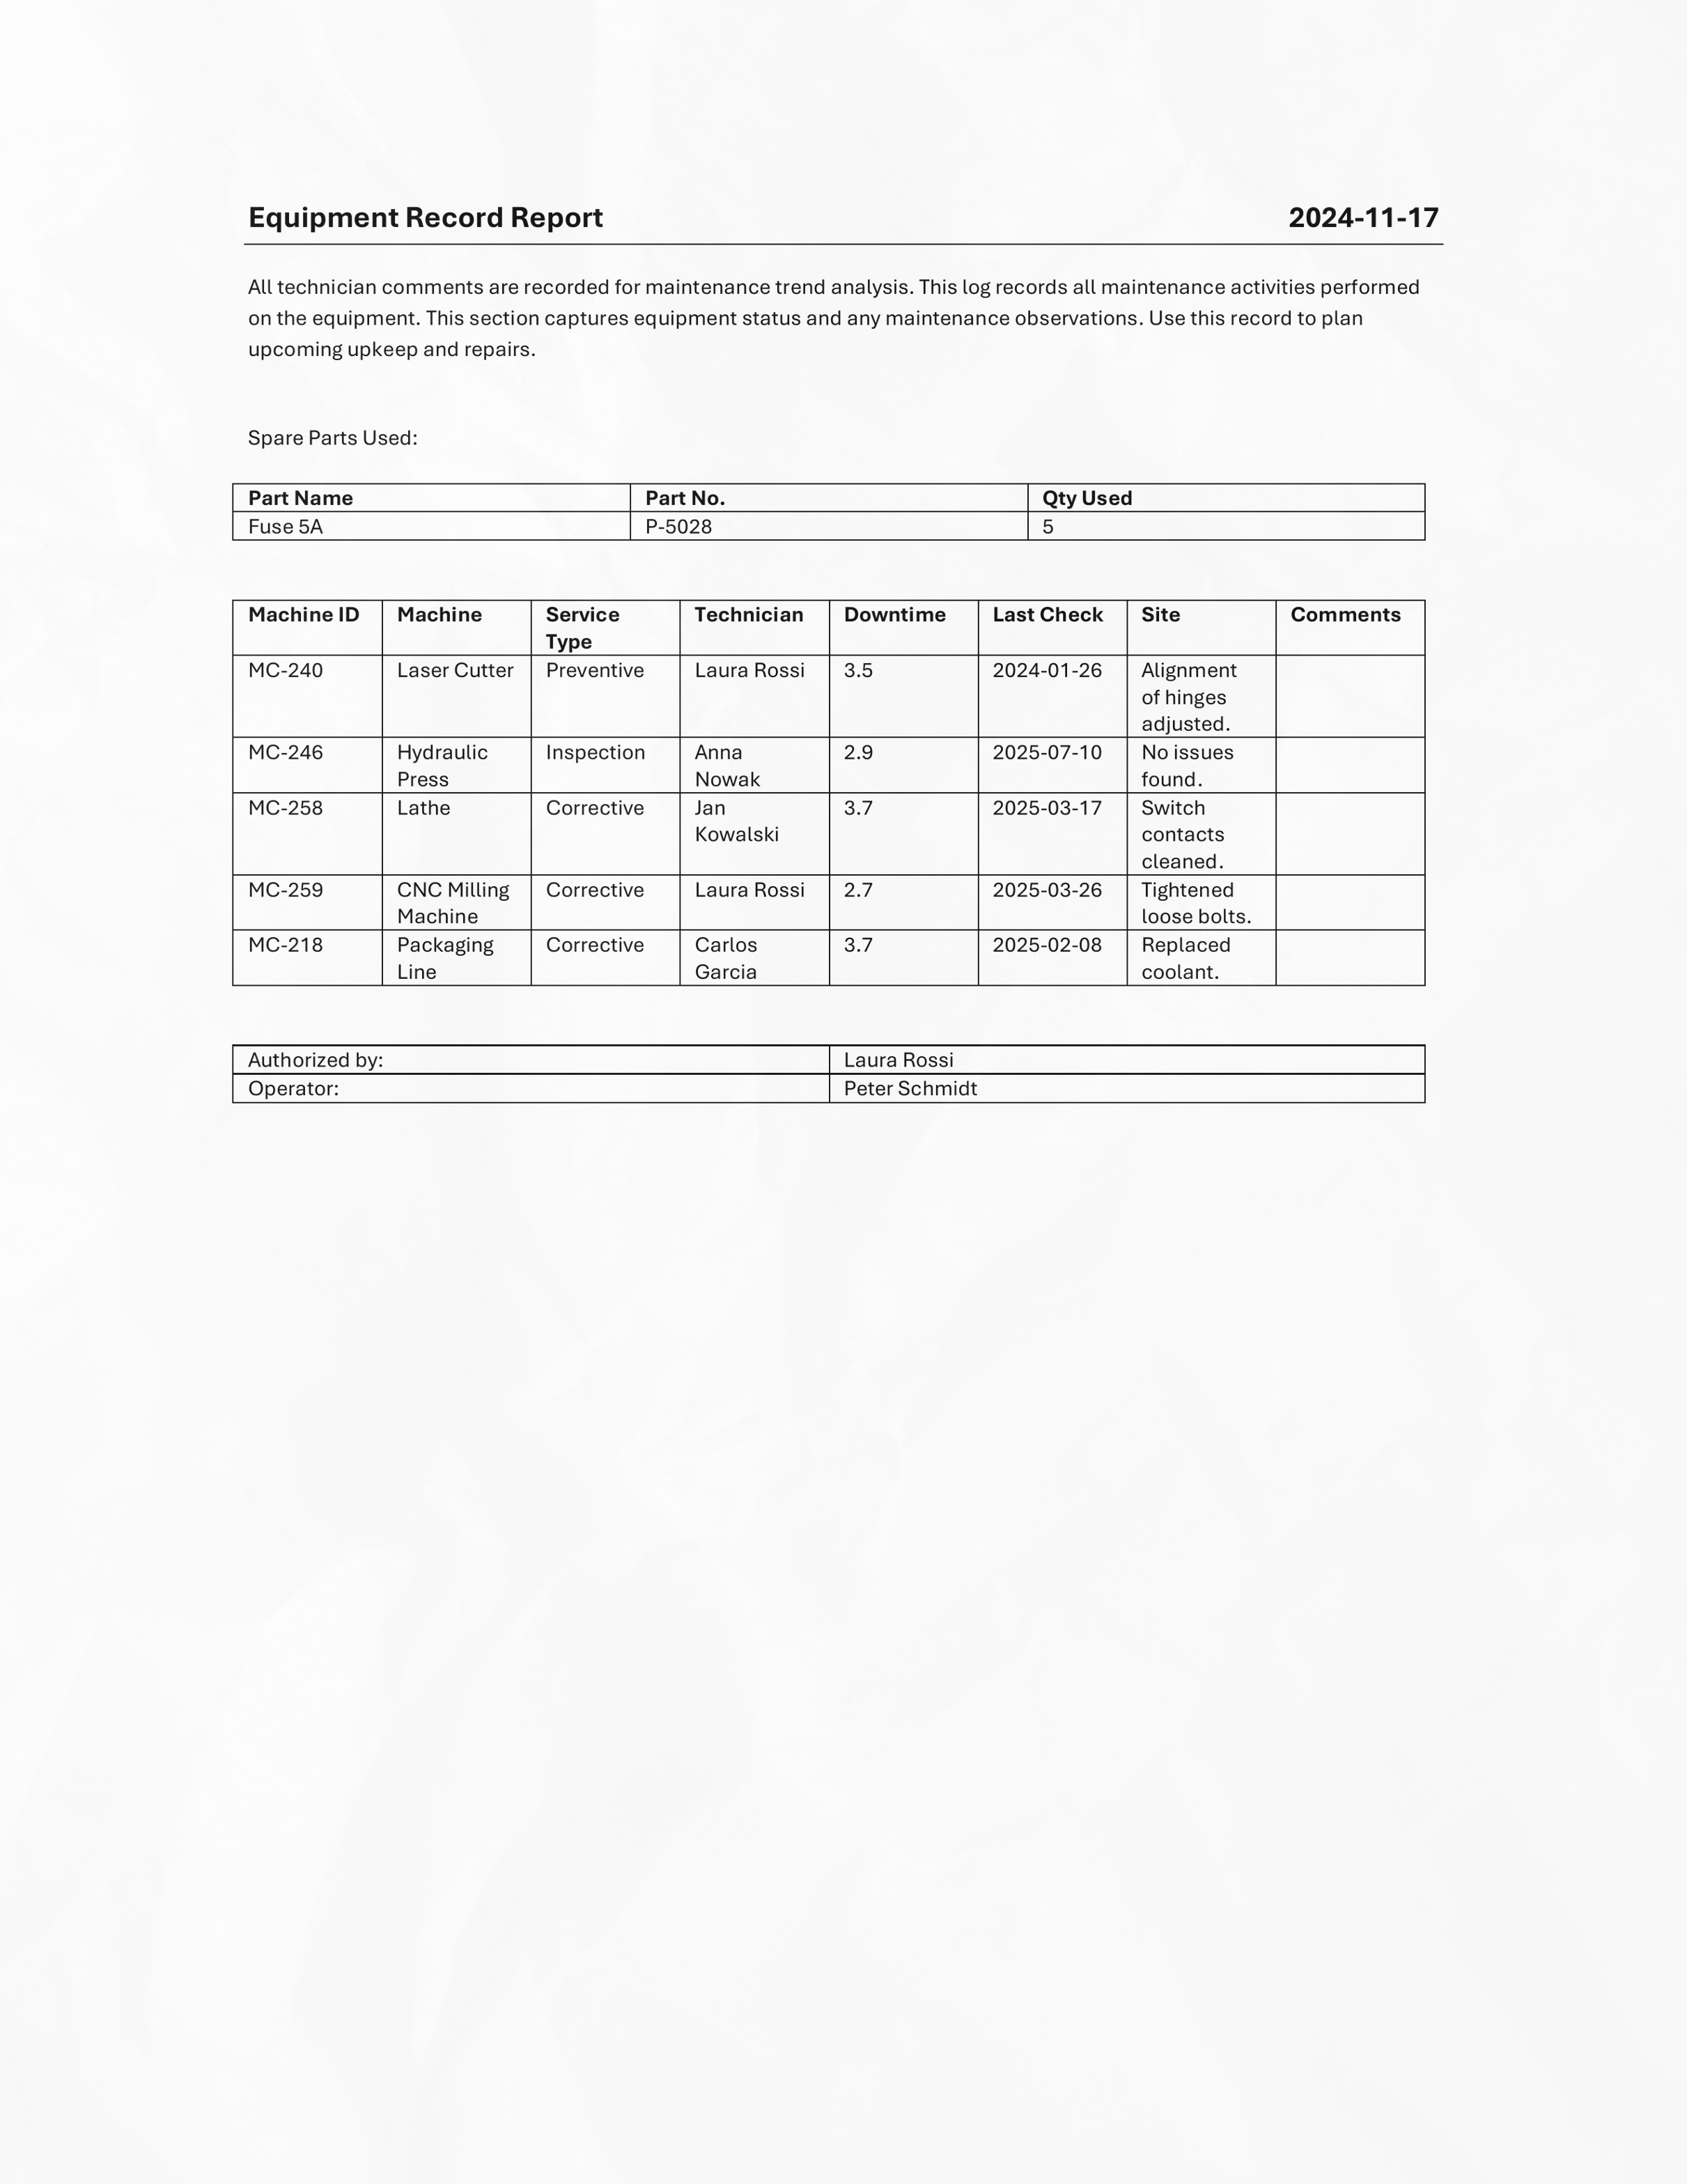 Equipment Record Report 2024-11-17
All technician comments are recorded for maintenance trend analysis. This log records all maintenance activities performed
on the equipment. This section captures equipment status and any maintenance observations. Use this record to plan
upcoming upkeep and repairs.
Spare Parts Used:
Part Name Part No. Qty Used
Fuse 5A P-5028 5
Machine ID Machine Service Type Technician Downtime Last Check Site Comments
MC-240 Laser Cutter Preventive Laura Rossi 3.5 2024-01-26 Alignment of hinges adjusted.
MC-246 Hydraulic Press Inspection Anna Nowak 2.9 2025-07-10 No issues found.
MC-258 Lathe Corrective Jan Kowalski 3.7 2025-03-17 Switch contacts cleaned.
MC-259 CNC Milling Machine Corrective Laura Rossi 2.7 2025-03-26 Tightened loose bolts.
MC-218 Packaging Line Corrective Carlos Garcia 3.7 2025-02-08 Replaced coolant.
Authorized by: Laura Rossi
Operator: Peter Schmidt